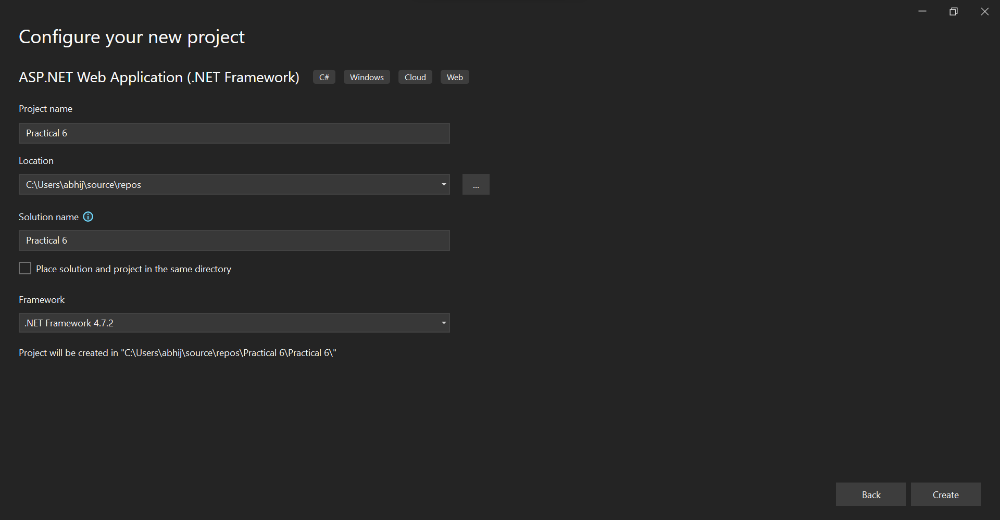 Configure your new project
ASP.NET Web Application (.NET Framework) C# Windows Cloud Web
Project name
Practical 6
Location
C:\Users\abhij\source\repos
...
Solution name
Practical 6
Place solution and project in the same directory
Framework
.NET Framework 4.7.2
Project will be created in "C:\Users\abhij\source\repos\Practical 6\Practical 6\"
Back Create